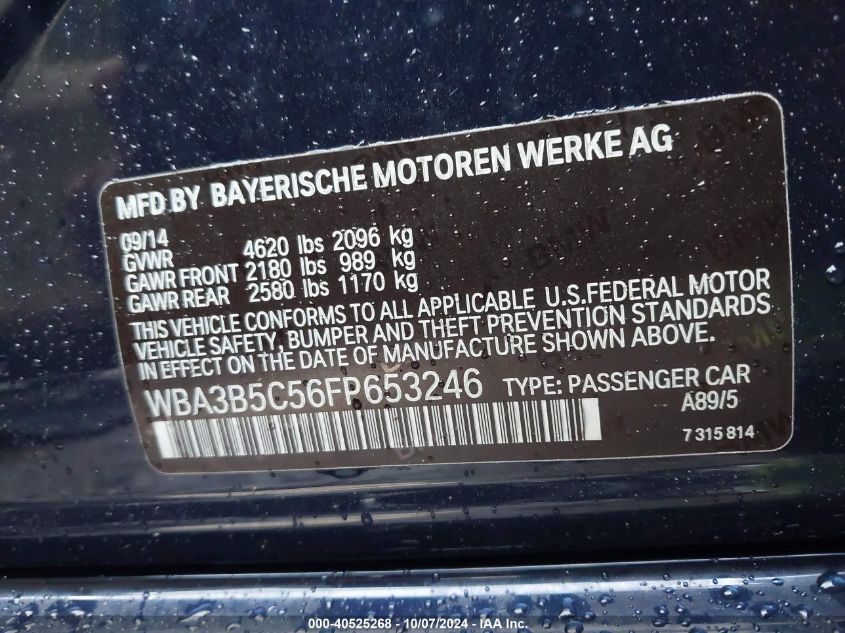 MFD BY BAYERISCHE MOTOREN WERKE AG
09/14
GVWR 4620 lbs 2096 kg
GAWR FRONT 2180 lbs 989 kg
GAWR REAR 2580 lbs 1170 kg
THIS VEHICLE CONFORMS TO ALL APPLICABLE U.S.FEDERAL MOTOR
VEHICLE SAFETY, BUMPER AND THEFT PREVENTION STANDARDS
IN EFFECT ON THE DATE OF MANUFACTURE SHOWN ABOVE.
WBA3B5C56FP653246 TYPE: PASSENGER CAR
A89/5
7 315 814
000-40525268 - 10/07/2024 - IAA Inc.